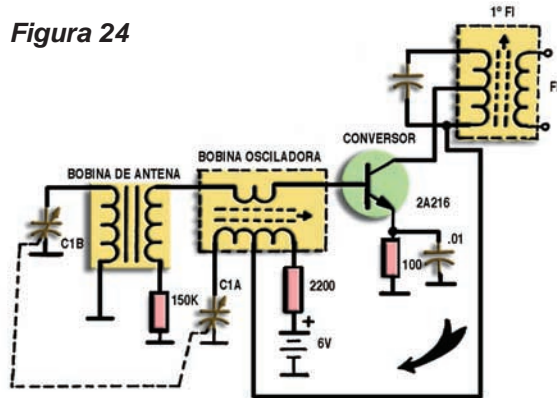 Figura 24
1º FI
F
CONVERSOR
BOBINA OSCILADORA
BOBINA DE ANTENA
2A216
C1B
.01
C1A
2200
100
150K
+
6V